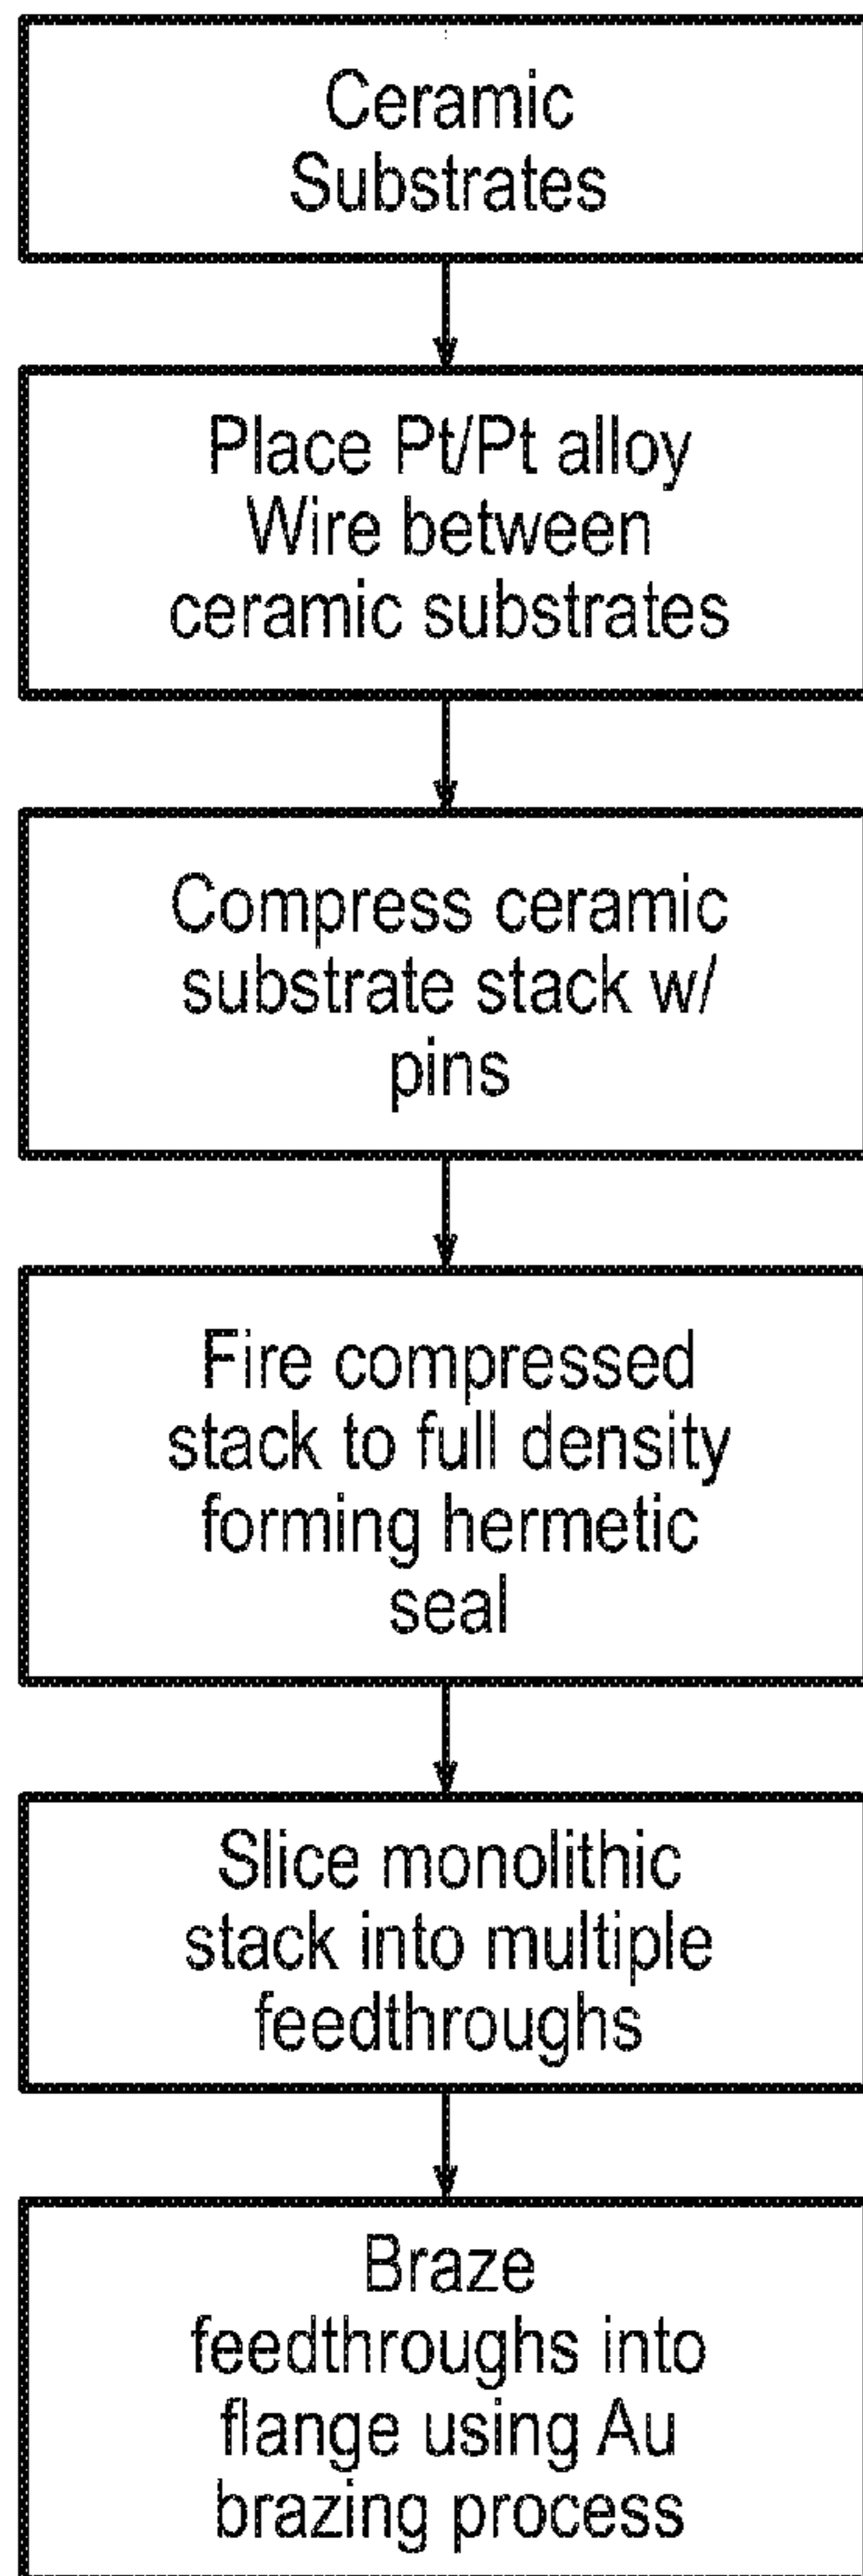 Ceramic
Substrates
Place Pt/Pt alloy
Wire between
ceramic substrates
Compress ceramic
substrate stack w/
pins
Fire compressed
stack to full density
forming hermetic
seal
Slice monolithic
stack into multiple
feedthroughs
Braze
feedthroughs into
flange using Au
brazing process